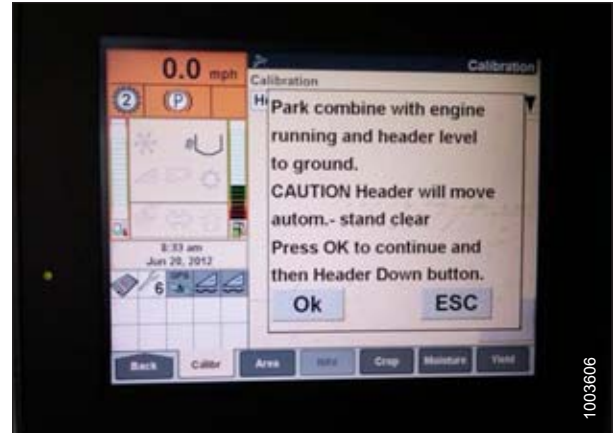 0.0 mph
Calibration
Calibration
2
P
Park combine with engine
running and header level
to ground.
CAUTION Header will move
autom.- stand clear
Press OK to continue and
then Header Down button.
Ok
ESC
8:33 am
Jun 20, 2012
6
GPS
Back
Calibr
Area
Crop
Moisture
Yield
1003606